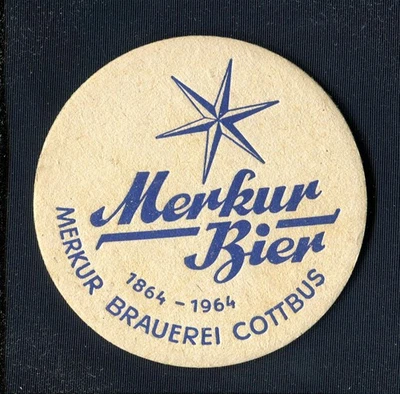 Merkur
Bier
1864 - 1964
MERKUR BRAUEREI COTTBUS